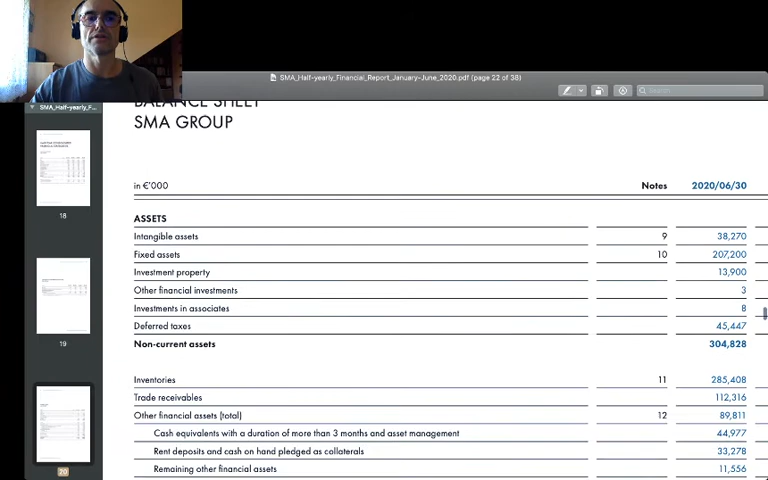 SMA_Half-yearly_Financial_Report_January-June_2020.pdf (page 22 of 38)
Search
SMA_Half-yearly_F...
18
19
20
BALANCE SHEET
SMA GROUP
in €'000 Notes 2020/06/30
ASSETS
Intangible assets 9 38,270
Fixed assets 10 207,200
Investment property 13,900
Other financial investments 3
Investments in associates 8
Deferred taxes 45,447
Non-current assets 304,828
Inventories 11 285,408
Trade receivables 112,316
Other financial assets (total) 12 89,811
Cash equivalents with a duration of more than 3 months and asset management 44,977
Rent deposits and cash on hand pledged as collaterals 33,278
Remaining other financial assets 11,556